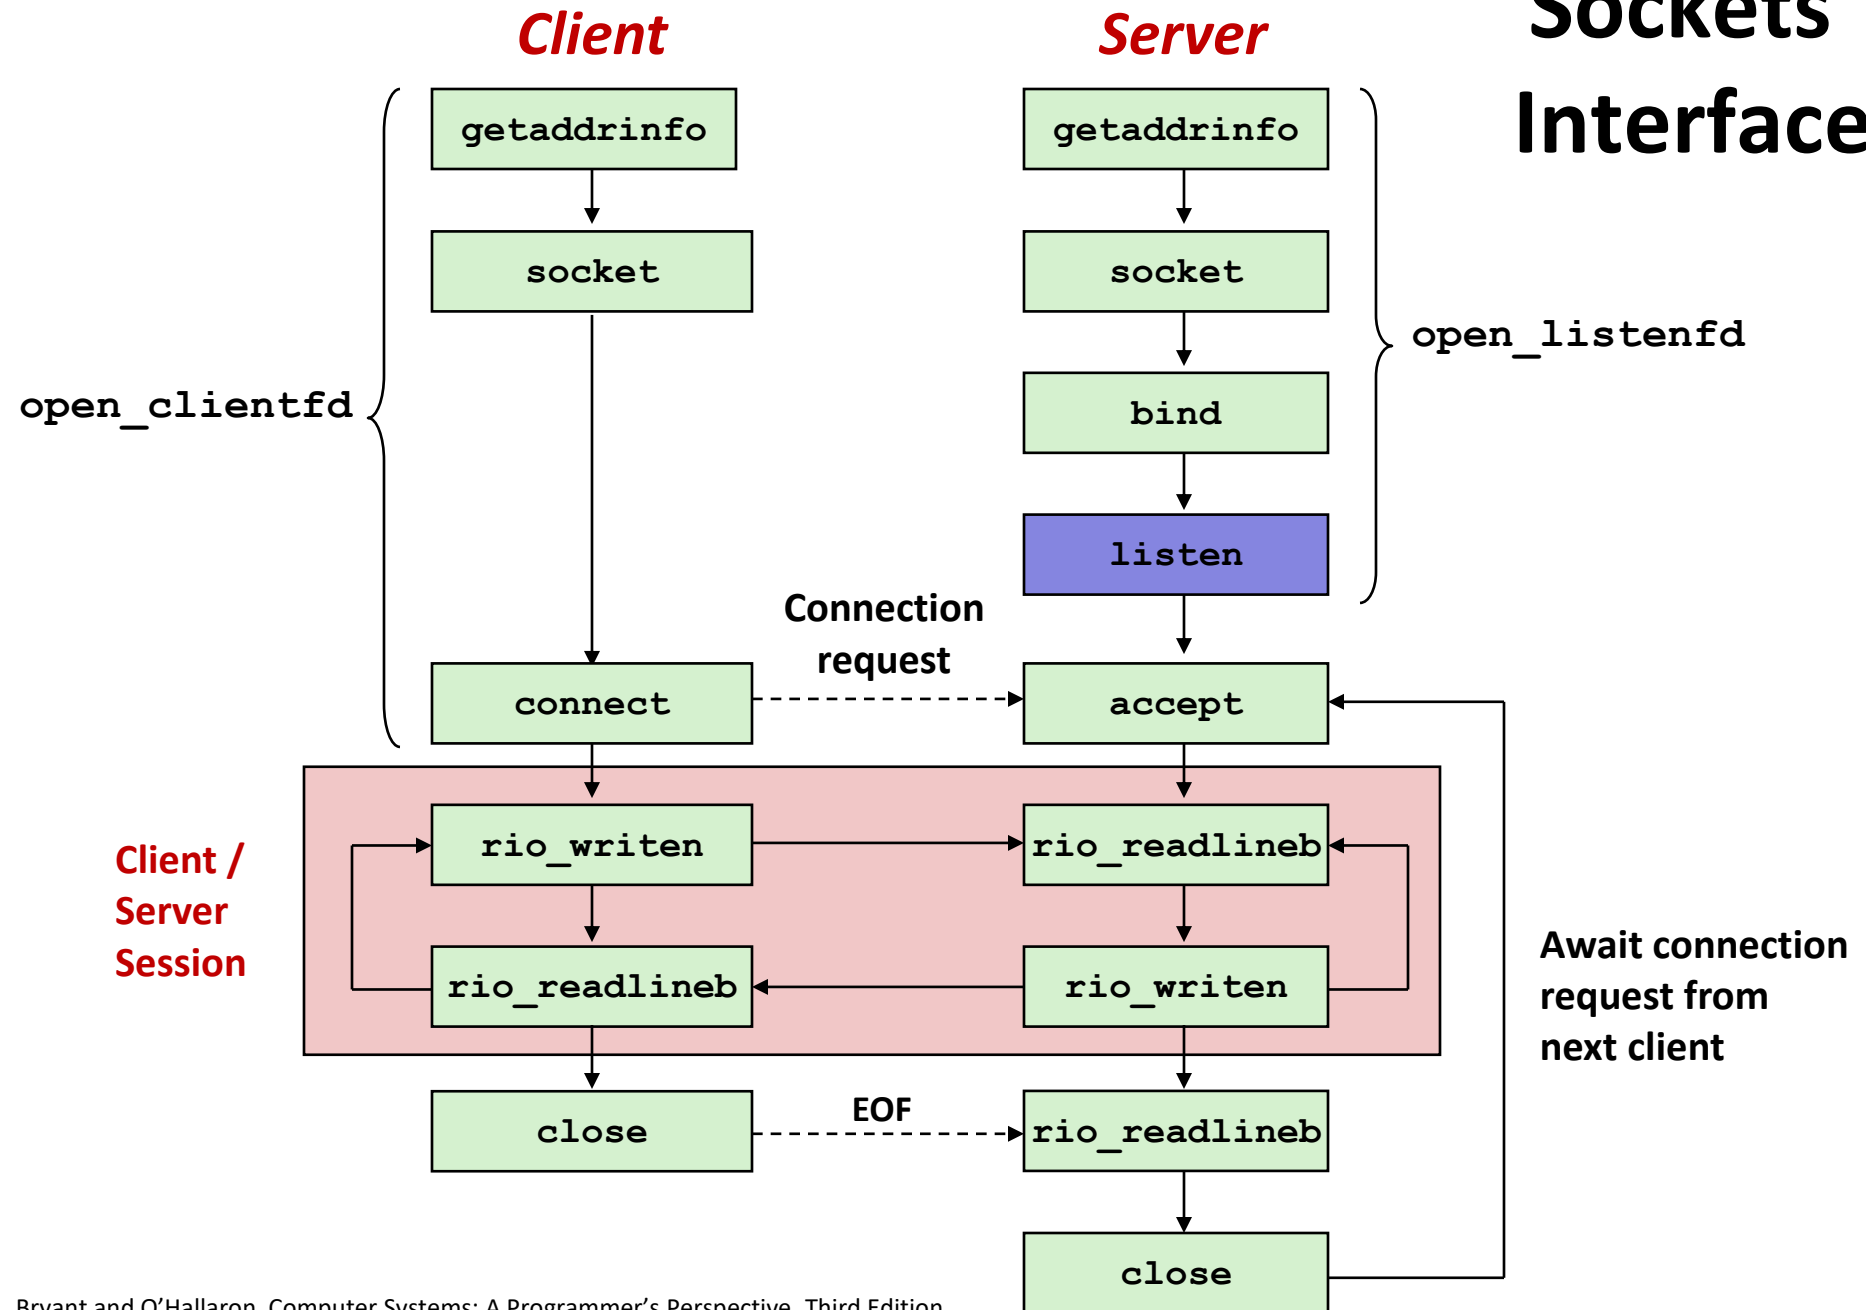 Client
Server
Sockets
Interface
getaddrinfo
getaddrinfo
socket
socket
open_listenfd
open_clientfd
bind
listen
Connection
request
connect
accept
rio_writen
rio_readlineb
Client /
Server
Session
rio_readlineb
rio_writen
Await connection
request from
next client
close
EOF
rio_readlineb
close
Bryant and O'Hallaron, Computer Systems: A Programmer's Perspective, Third Edition